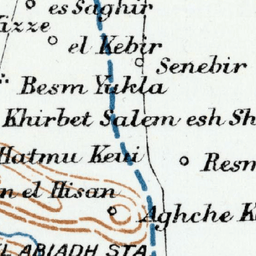 es Saghir
izze
el Kebir
Senebir
Besm Yukla
Khirbet Salem esh Sh
Hatmu Keui
Resm
n el Hisan
Aghche K
L ABIADH STA